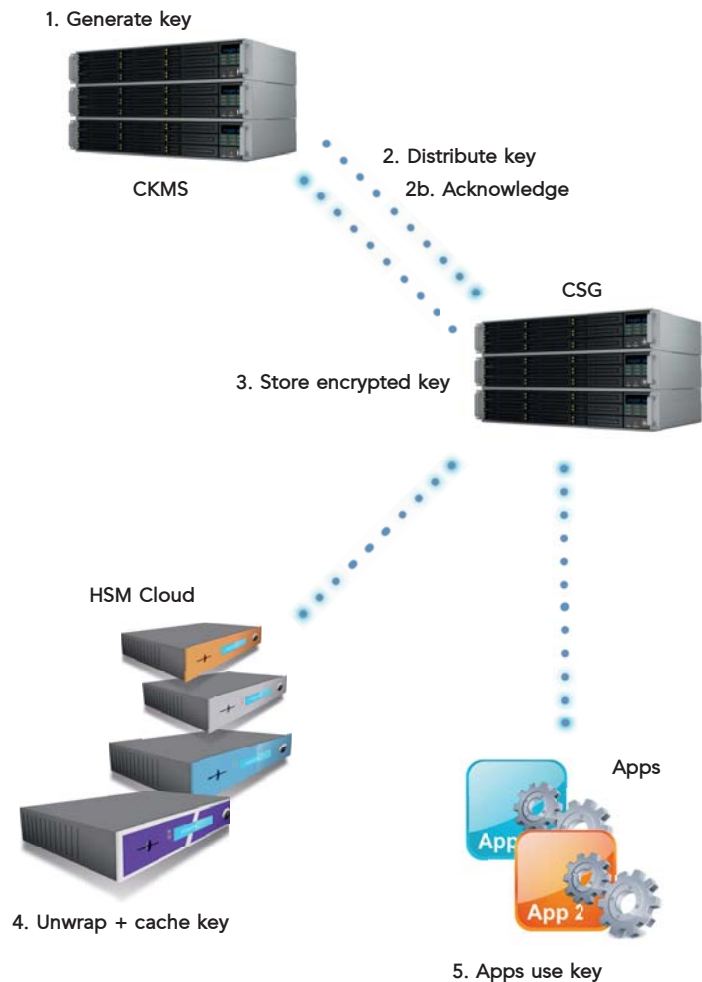 1. Generate key
CKMS
2. Distribute key
2b. Acknowledge
CSG
3. Store encrypted key
HSM Cloud
Apps
App
App 2
4. Unwrap + cache key
5. Apps use key